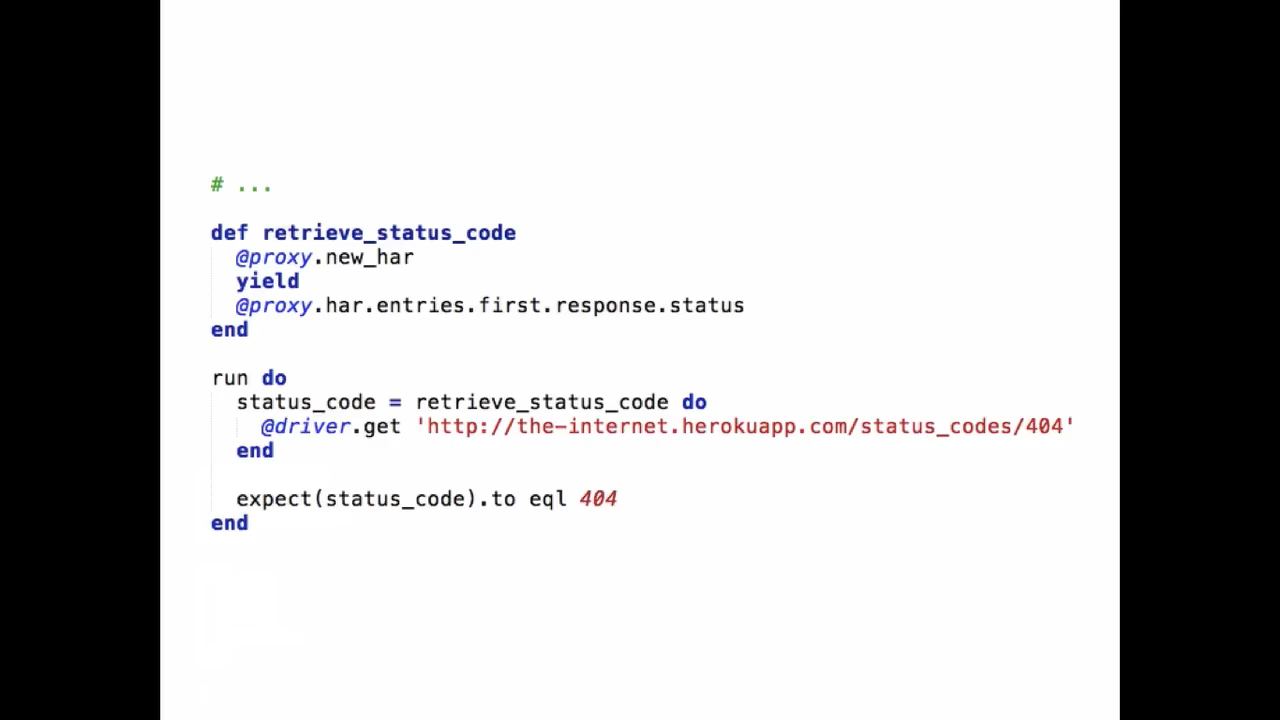 # ...
def retrieve_status_code
  @proxy.new_har
  yield
  @proxy.har.entries.first.response.status
end
run do
  status_code = retrieve_status_code do
    @driver.get 'http://the-internet.herokuapp.com/status_codes/404'
  end
  expect(status_code).to eql 404
end